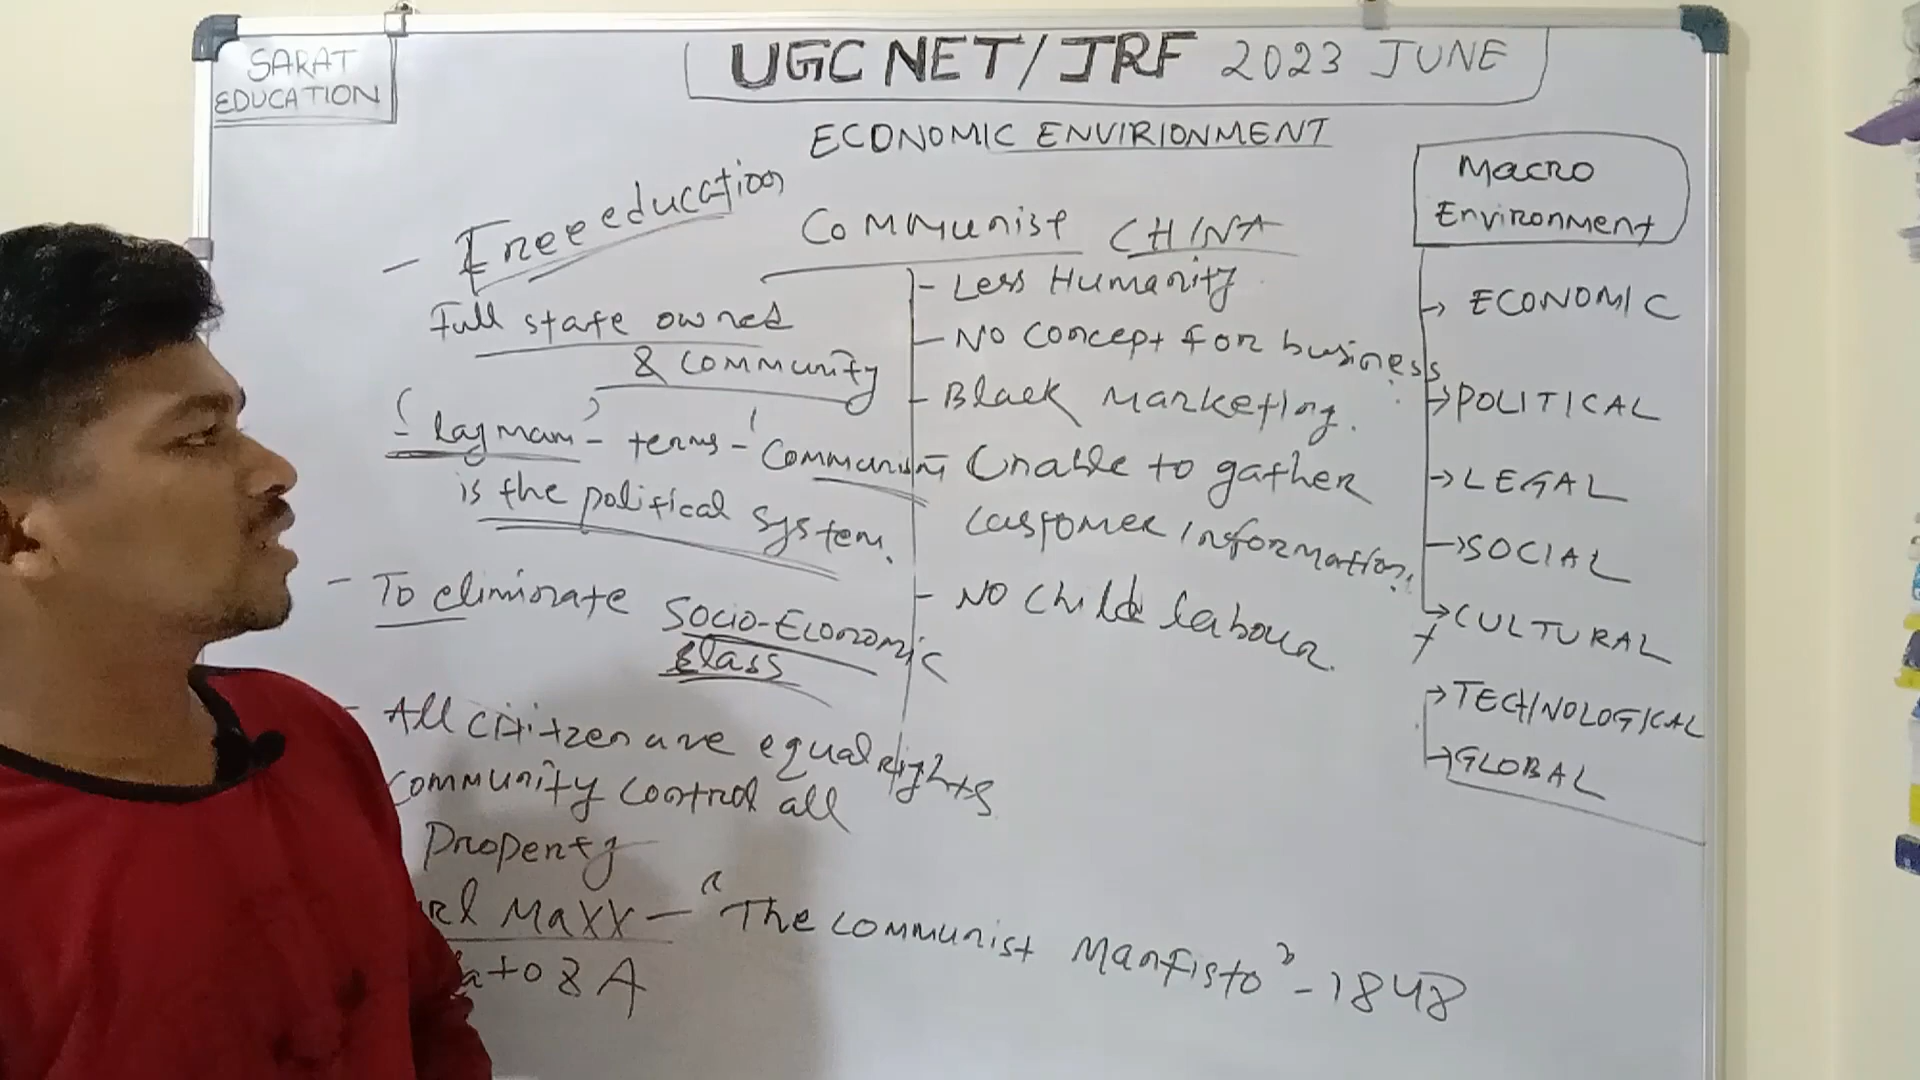 SARAT
EDUCATION
UGC NET/JRF 2023 JUNE
ECONOMIC ENVIRIONMENT
- Free education
Communist CHINA
Full state owned
& community
(- layman)- terms - 'Communism
is the political system.
- To eliminate Socio-Economic
class
- All citizen are equal rights
community control all
Property
rl Maxx - "The communist Manfisto" - 1848
ato & A
- Less Humanity
- No concept for business
- Black marketing.
- Unable to gather
customer information.
- No child labour.
Macro
Environment
→ ECONOMIC
→ POLITICAL
→ LEGAL
→ SOCIAL
→ CULTURAL
+
→ TECHNOLOGICAL
→ GLOBAL